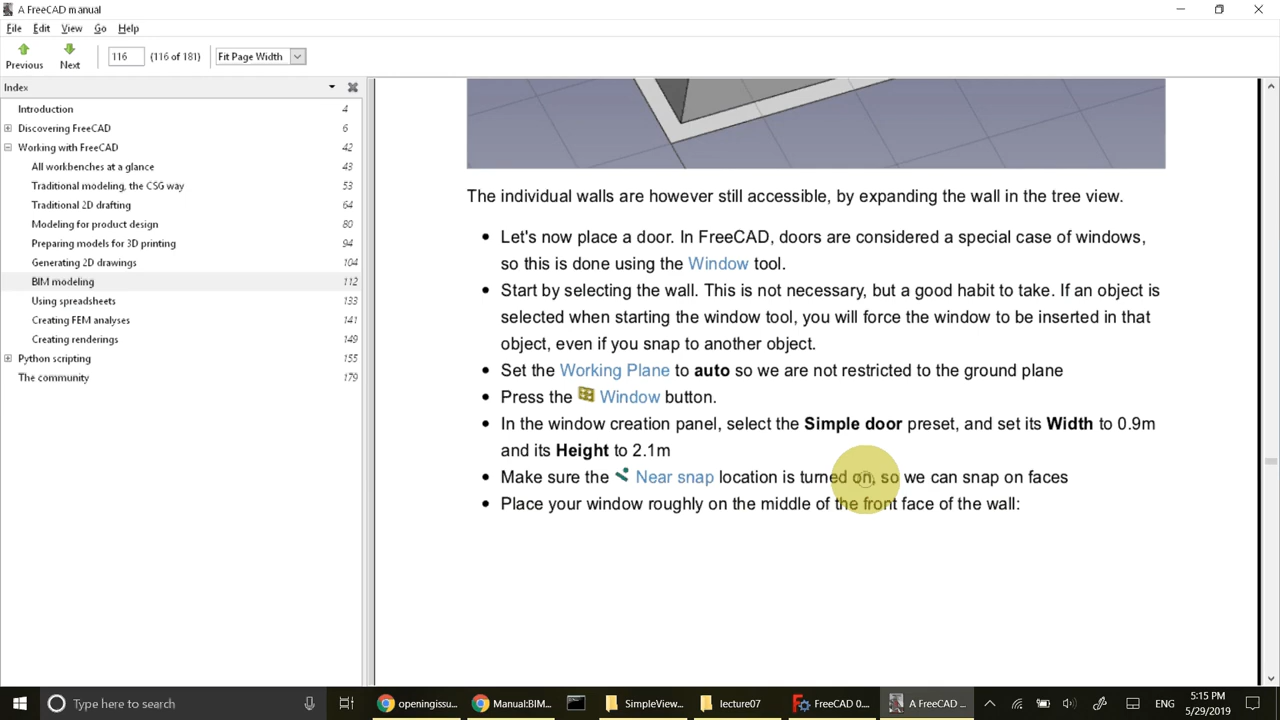 A FreeCAD manual
File Edit View Go Help
Previous Next 116 (116 of 181) Fit Page Width
Index
Introduction 4
Discovering FreeCAD 6
Working with FreeCAD 42
All workbenches at a glance 43
Traditional modeling, the CSG way 53
Traditional 2D drafting 64
Modeling for product design 80
Preparing models for 3D printing 94
Generating 2D drawings 104
BIM modeling 112
Using spreadsheets 133
Creating FEM analyses 141
Creating renderings 149
Python scripting 155
The community 179
The individual walls are however still accessible, by expanding the wall in the tree view.
• Let's now place a door. In FreeCAD, doors are considered a special case of windows,
so this is done using the Window tool.
• Start by selecting the wall. This is not necessary, but a good habit to take. If an object is
selected when starting the window tool, you will force the window to be inserted in that
object, even if you snap to another object.
• Set the Working Plane to auto so we are not restricted to the ground plane
• Press the Window button.
• In the window creation panel, select the Simple door preset, and set its Width to 0.9m
and its Height to 2.1m
• Make sure the Near snap location is turned on, so we can snap on faces
• Place your window roughly on the middle of the front face of the wall:
Type here to search openingissu... Manual:BIM... SimpleView... lecture07 FreeCAD 0... A FreeCAD ... ENG 5:15 PM
5/29/2019